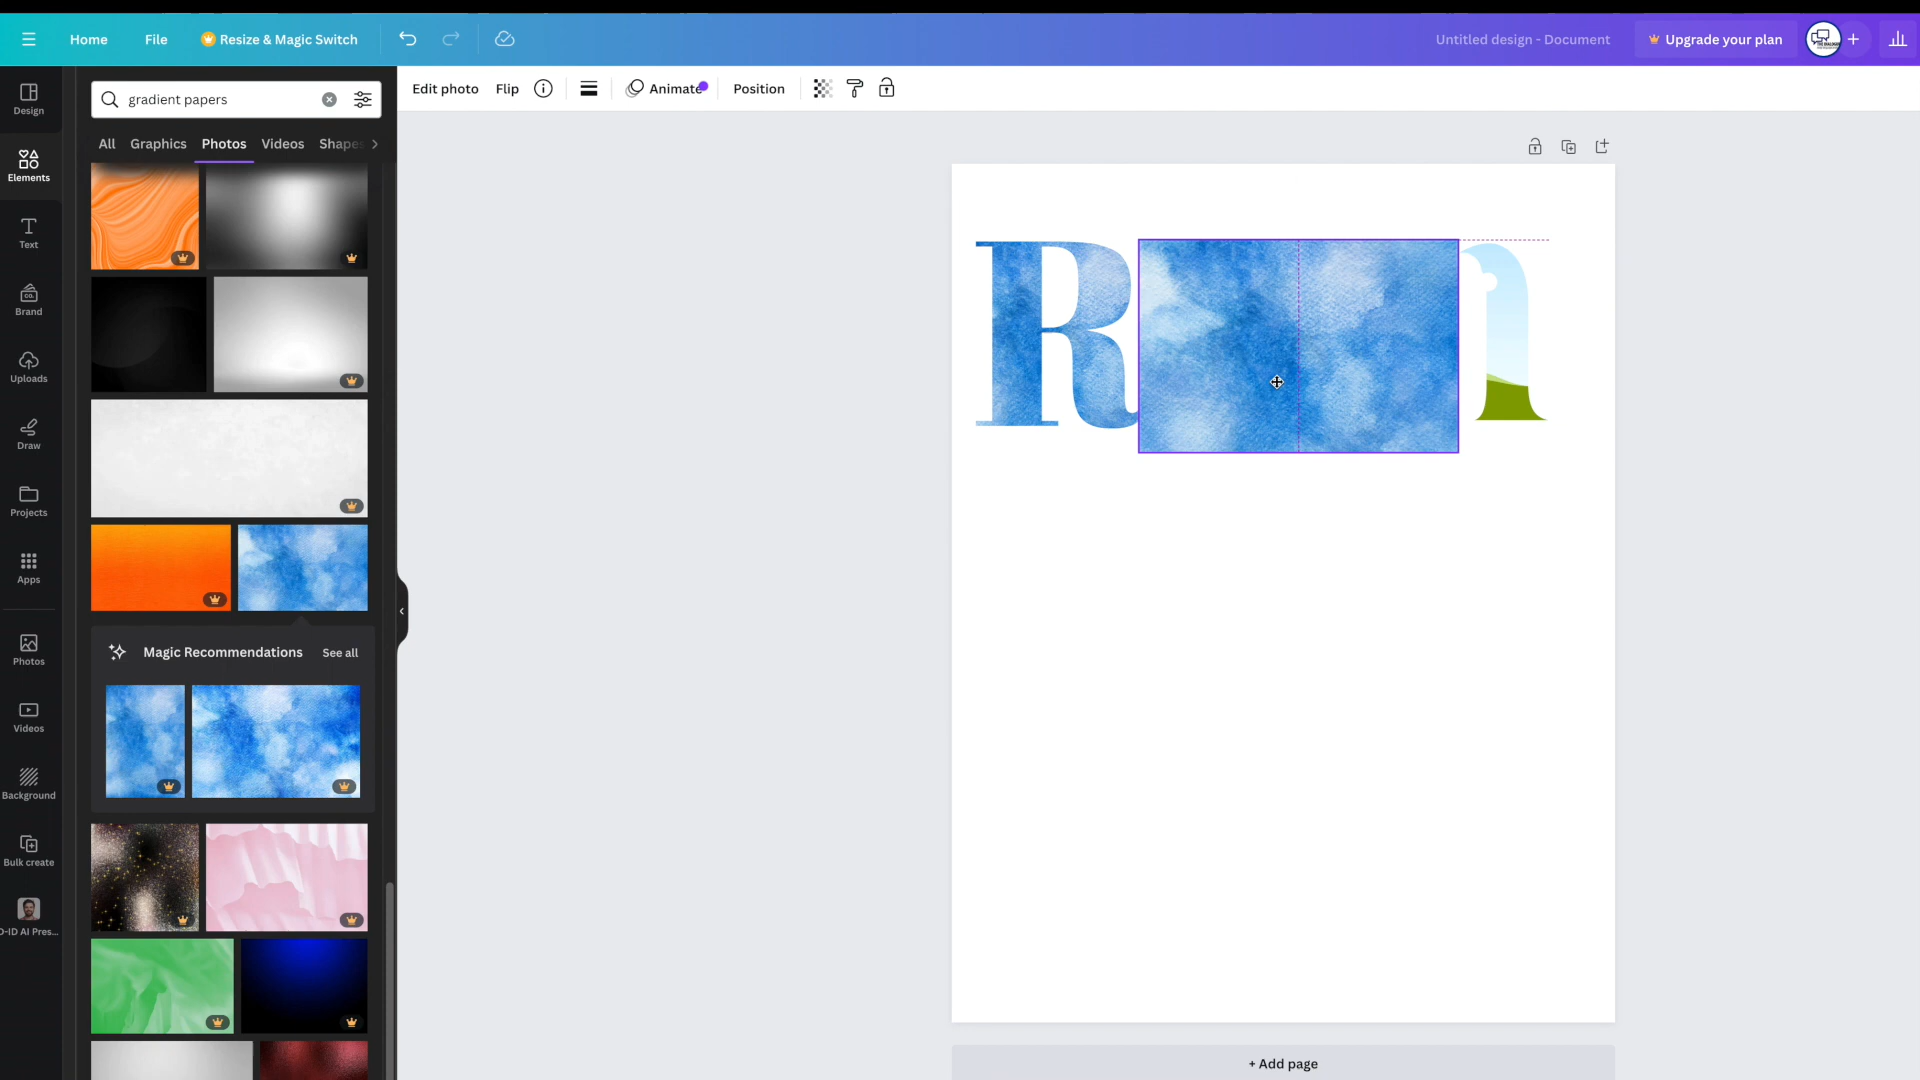 Home File Resize & Magic Switch Untitled design - Document Upgrade your plan
Design
Elements
Text
Brand
Uploads
Draw
Projects
Apps
Photos
Videos
Background
Bulk create
D-ID AI Pres...
gradient papers
All Graphics Photos Videos Shapes
Magic Recommendations See all
Edit photo Flip Animate Position
R n
+ Add page